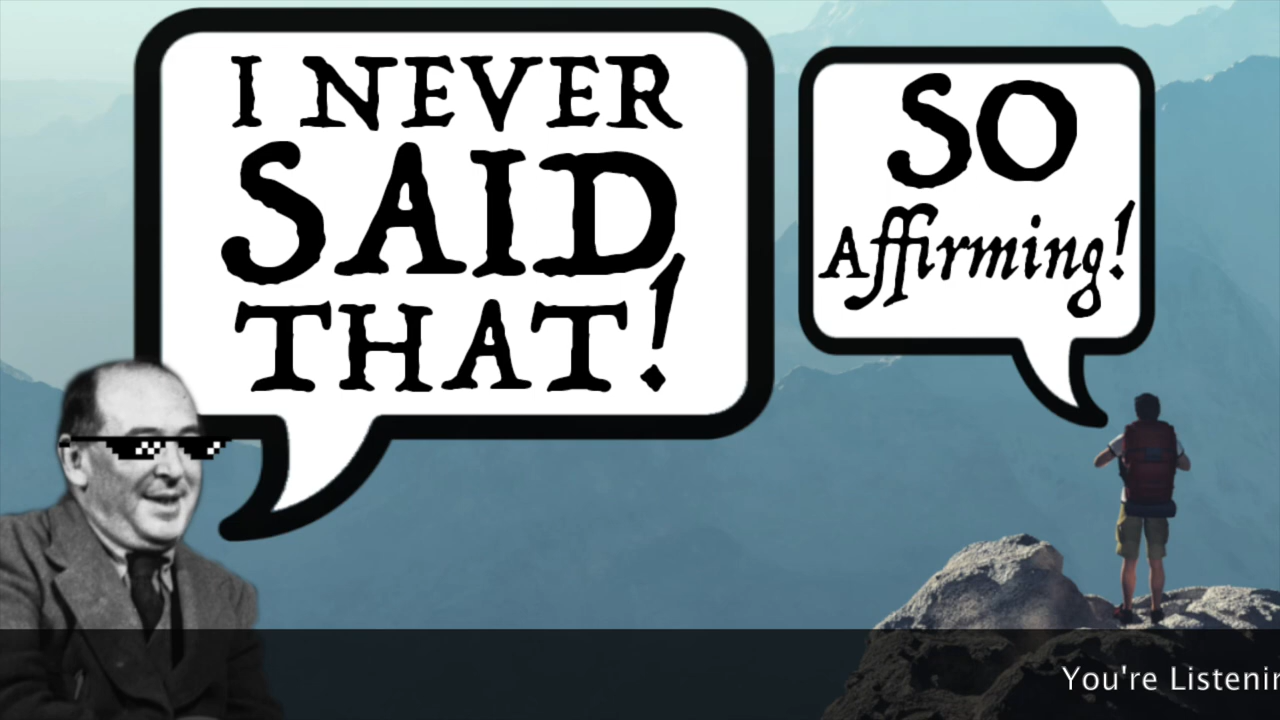 I NEVER
SAID
THAT!
SO
Affirming!
You're Listenin